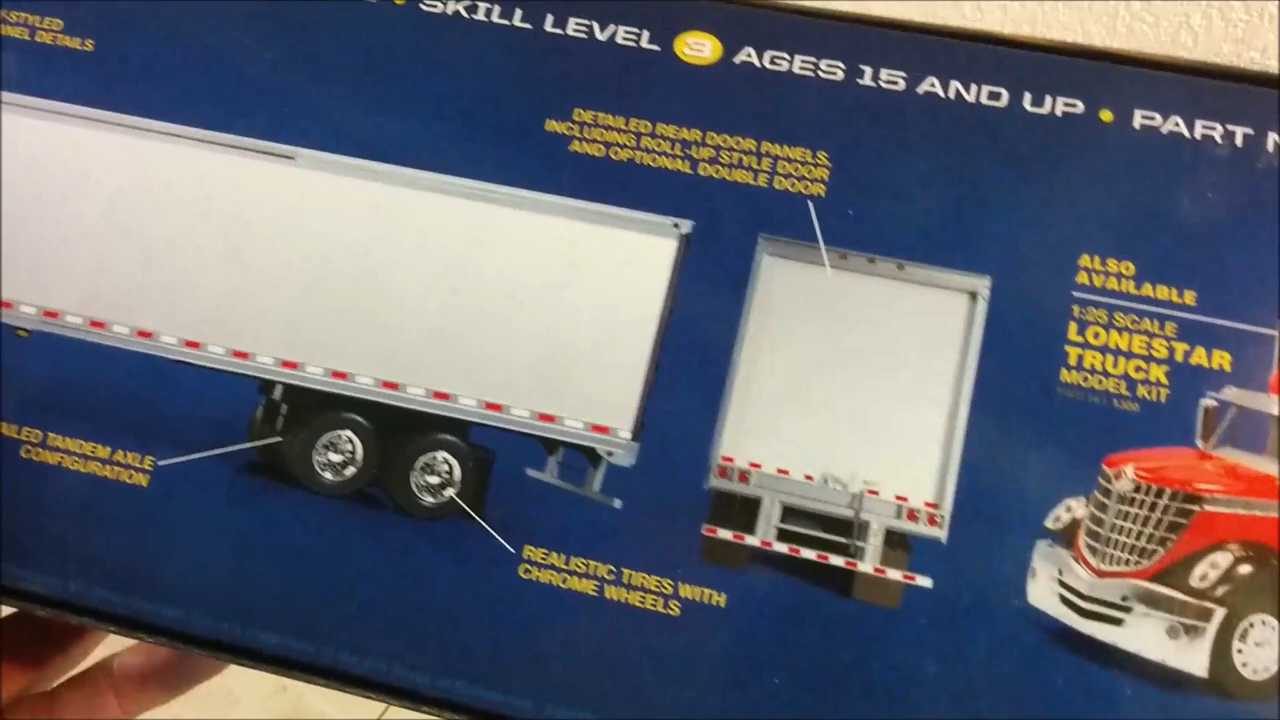 -STYLED
NEL DETAILS
• SKILL LEVEL 3 AGES 15 AND UP • PART N
DETAILED REAR DOOR PANELS,
INCLUDING ROLL-UP STYLE DOOR
AND OPTIONAL DOUBLE DOOR
ALSO
AVAILABLE
1:25 SCALE
LONESTAR
TRUCK
MODEL KIT
AILED TANDEM AXLE
CONFIGURATION
REALISTIC TIRES WITH
CHROME WHEELS